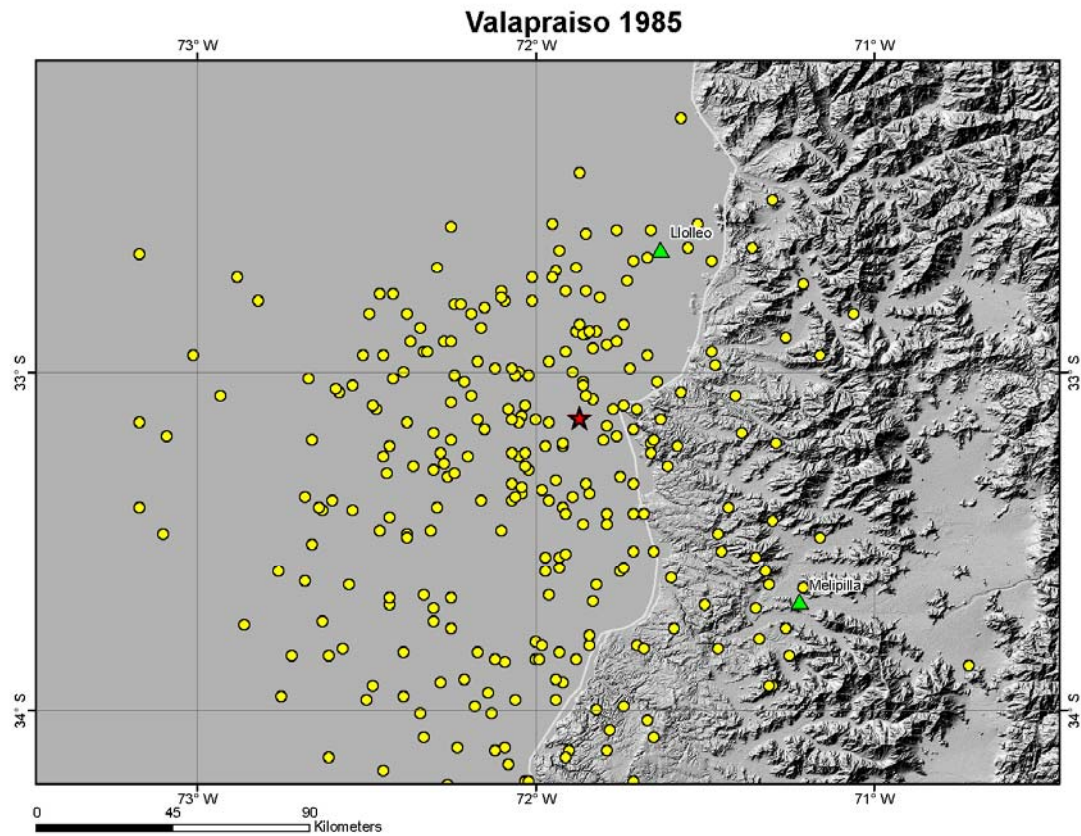 Valapraiso 1985
73° W 72° W 71° W
Llolleo
33° S 33° S
Melipilla
34° S 34° S
73° W 72° W 71° W
0 45 90
Kilometers